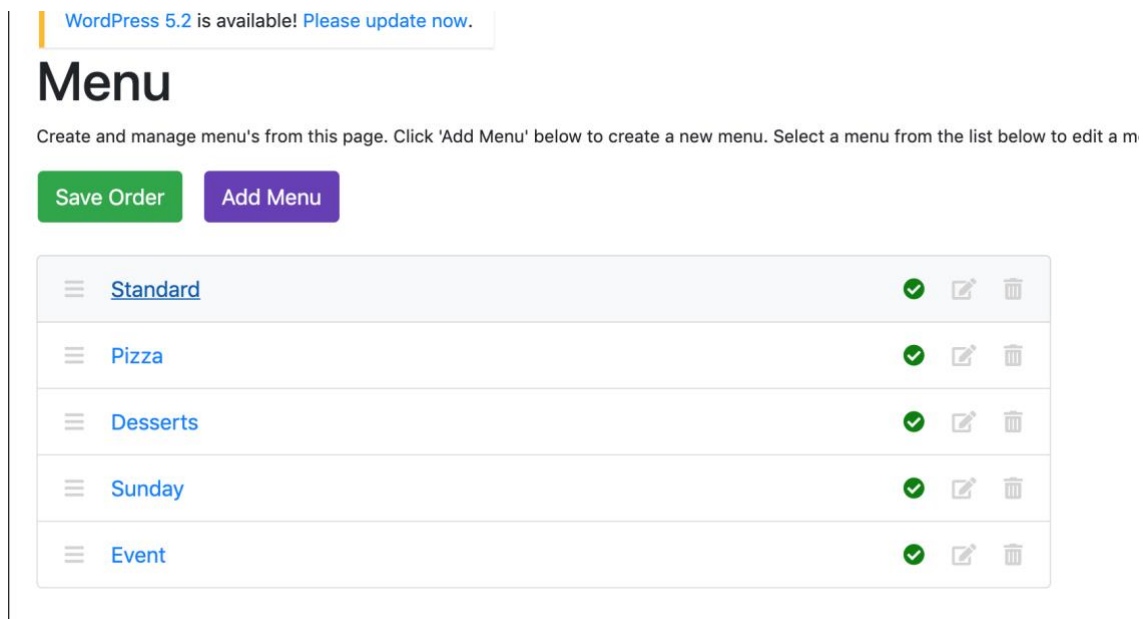 WordPress 5.2 is available! Please update now.
Menu
Create and manage menu's from this page. Click 'Add Menu' below to create a new menu. Select a menu from the list below to edit a
Save Order Add Menu
Standard
Pizza
Desserts
Sunday
Event